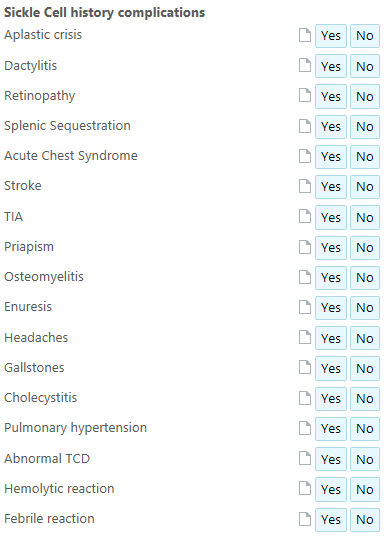 Sickle Cell history complications
Aplastic crisis Yes No
Dactylitis Yes No
Retinopathy Yes No
Splenic Sequestration Yes No
Acute Chest Syndrome Yes No
Stroke Yes No
TIA Yes No
Priapism Yes No
Osteomyelitis Yes No
Enuresis Yes No
Headaches Yes No
Gallstones Yes No
Cholecystitis Yes No
Pulmonary hypertension Yes No
Abnormal TCD Yes No
Hemolytic reaction Yes No
Febrile reaction Yes No